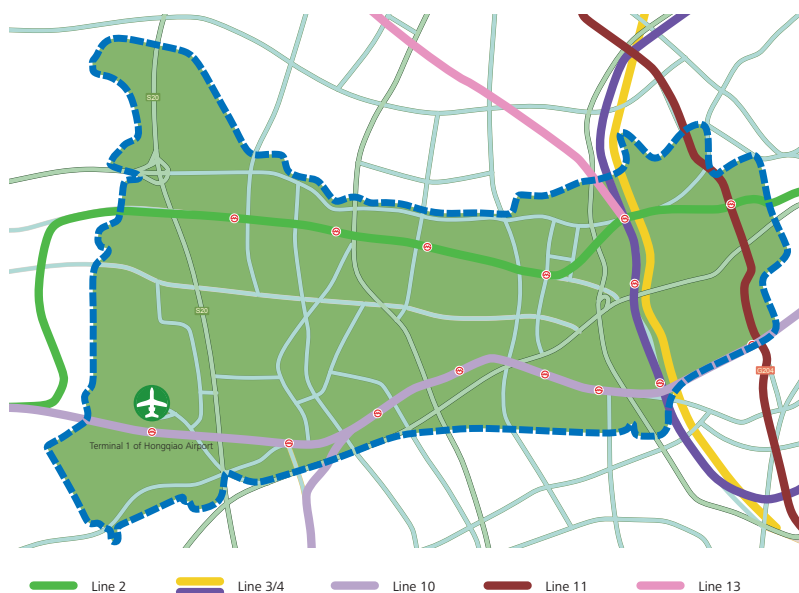 S20
S20
G204
Terminal 1 of Hongqiao Airport
Line 2
Line 3/4
Line 10
Line 11
Line 13